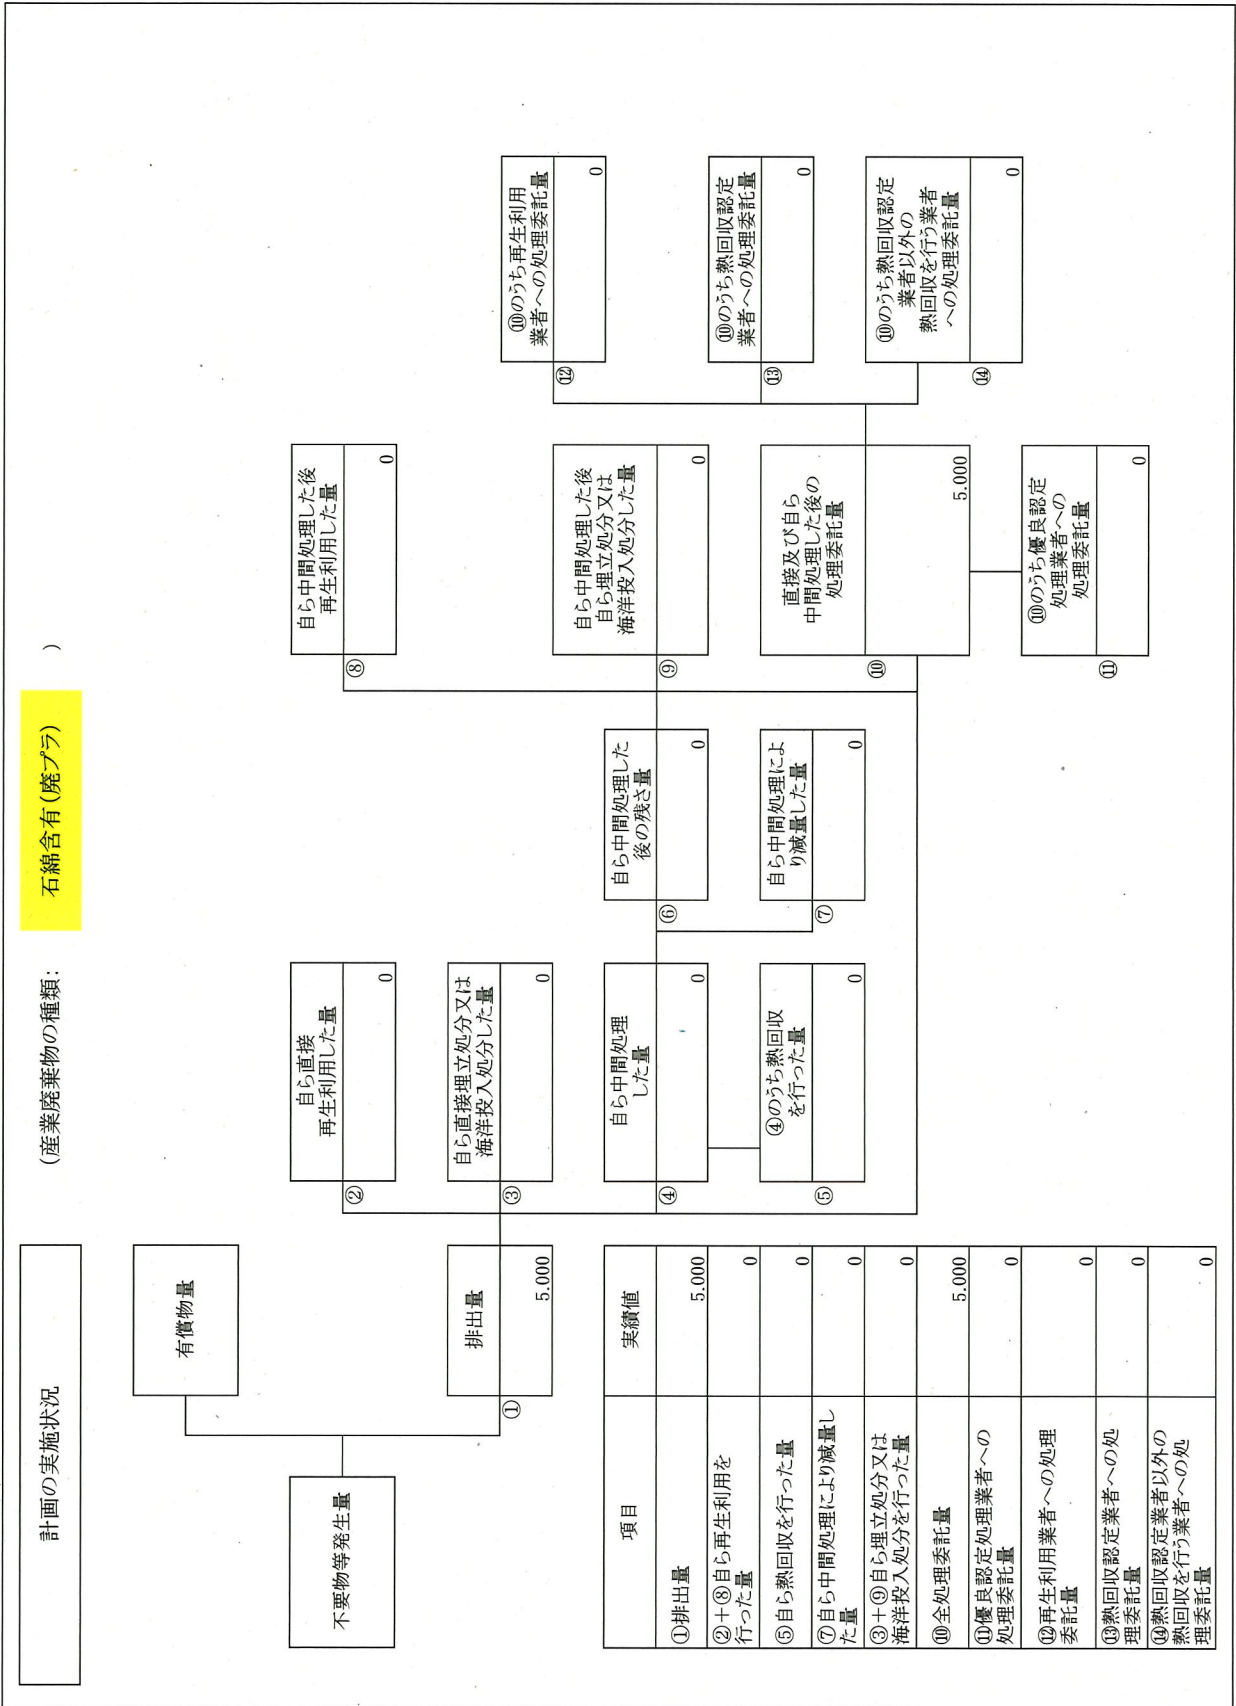 計画の実施状況
(産業廃棄物の種類: 石綿含有(廃プラ) )
不要物等発生量
有償物量
排出量
①
5.000
自ら直接
再生利用した量
②
0
自ら直接埋立処分又は
海洋投入処分した量
③
0
自ら中間処理
した量
④
0
④のうち熱回収
を行った量
⑤
0
自ら中間処理した
後の残さ量
⑥
0
自ら中間処理によ
り減量した量
⑦
0
自ら中間処理した後
再生利用した量
⑧
0
自ら中間処理した後
自ら埋立処分又は
海洋投入処分した量
⑨
0
直接及び自ら
中間処理した後の
処理委託量
⑩
5.000
⑩のうち優良認定
処理業者への
処理委託量
⑪
0
⑩のうち再生利用
業者への処理委託量
⑫
0
⑩のうち熱回収認定
業者への処理委託量
⑬
0
⑩のうち熱回収認定
業者以外の
熱回収を行う業者
への処理委託量
⑭
0
項目 実績値
①排出量 5.000
②+⑧自ら再生利用を
行った量 0
⑤自ら熱回収を行った量 0
⑦自ら中間処理により減量し
た量 0
③+⑨自ら埋立処分又は
海洋投入処分を行った量 0
⑩全処理委託量 5.000
⑪優良認定処理業者への
処理委託量 0
⑫再生利用業者への処理
委託量 0
⑬熱回収認定業者への処
理委託量 0
⑭熱回収認定業者以外の
熱回収を行う業者への処
理委託量 0